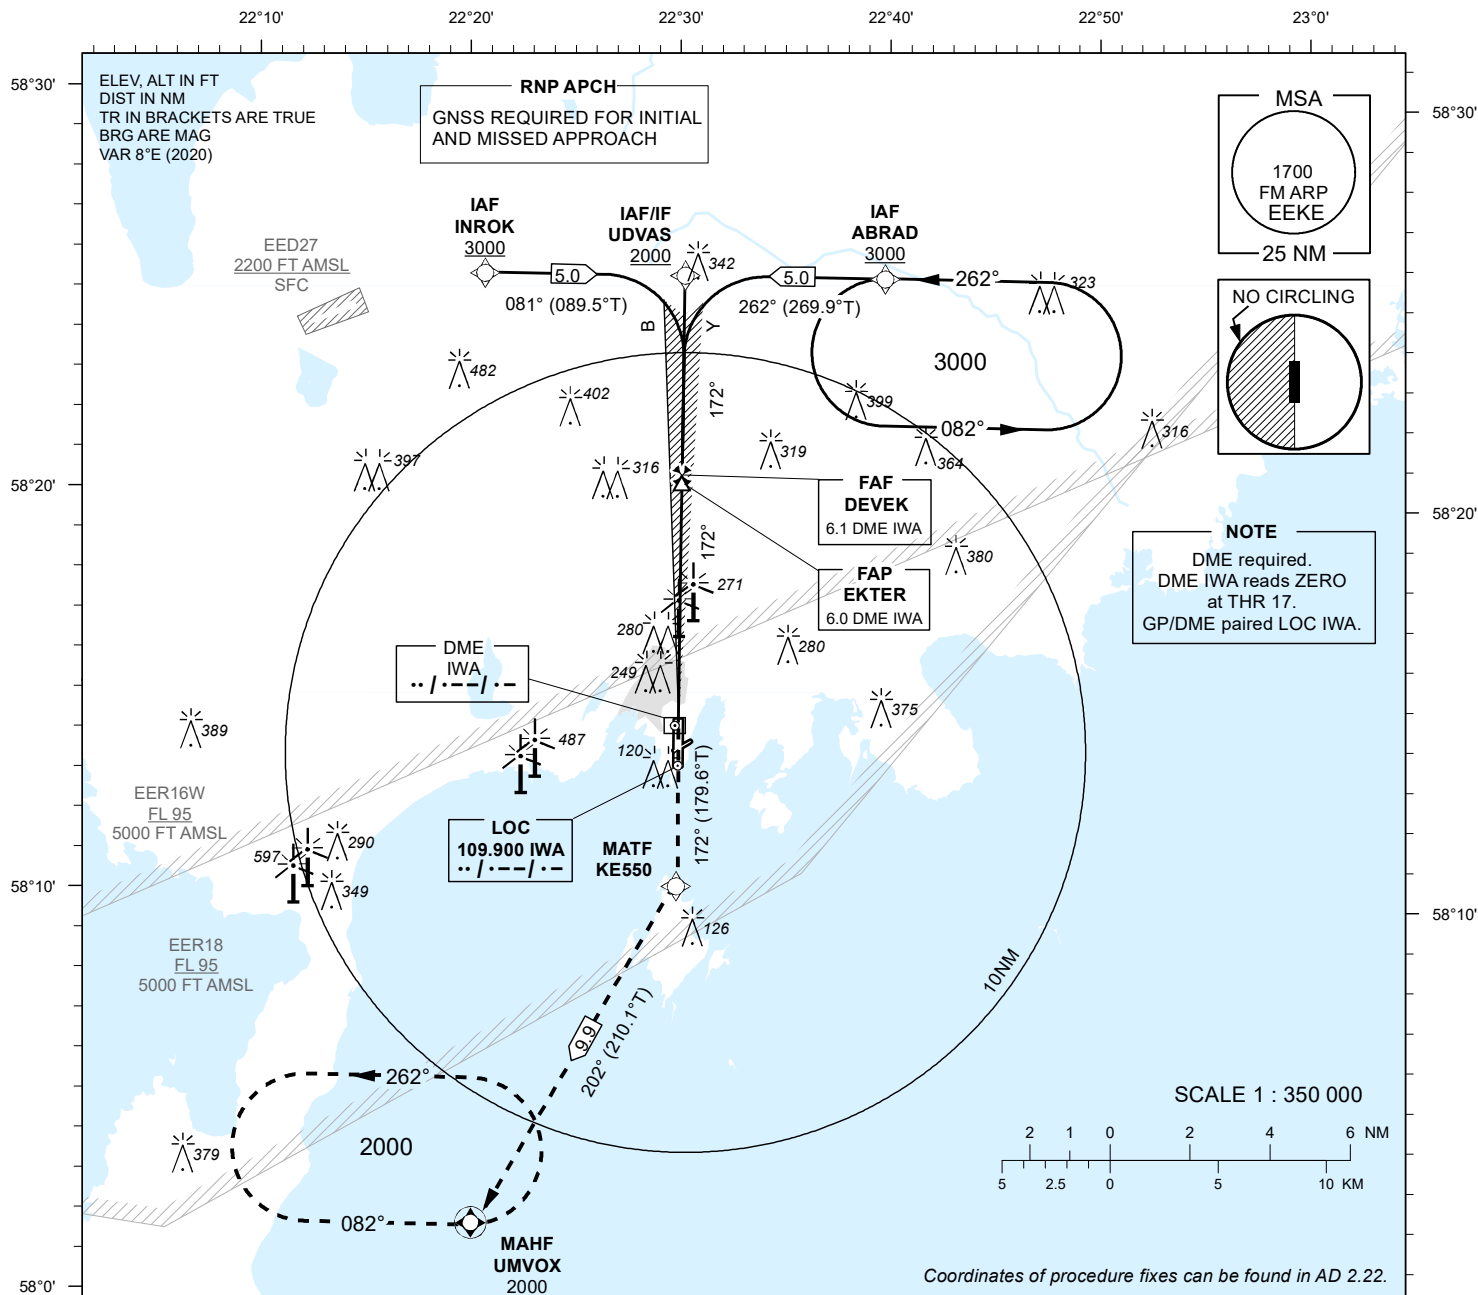 22°10'
22°20'
22°30'
22°40'
22°50'
23°0'
58°30'
58°30'
ELEV, ALT IN FT
DIST IN NM
TR IN BRACKETS ARE TRUE
BRG ARE MAG
VAR 8°E (2020)
RNP APCH
GNSS REQUIRED FOR INITIAL
AND MISSED APPROACH
MSA
1700
FM ARP
EEKE
25 NM
IAF
INROK
3000
IAF/IF
UDVAS
2000
IAF
ABRAD
3000
EED27
2200 FT AMSL
SFC
342
5.0
5.0
262°
323
081° (089.5°T)
262° (269.9°T)
B
Y
NO CIRCLING
3000
482
402
172°
399
082°
364
316
319
397
316
58°20'
58°20'
FAF
DEVEK
6.1 DME IWA
172°
380
FAP
EKTER
6.0 DME IWA
NOTE
DME required.
DME IWA reads ZERO
at THR 17.
GP/DME paired LOC IWA.
271
280
280
249
DME
IWA
·· / ·−− / ·−
375
389
487
120
172° (179.6°T)
EER16W
FL 95
5000 FT AMSL
LOC
109.900 IWA
·· / ·−− / ·−
MATF
KE550
597
290
349
58°10'
58°10'
126
EER18
FL 95
5000 FT AMSL
10NM
9.9
202° (210.1°T)
262°
2000
379
082°
MAHF
UMVOX
2000
SCALE 1 : 350 000
2 1 0 2 4 6 NM
5 2.5 0 5 10 KM
58°0'
Coordinates of procedure fixes can be found in AD 2.22.